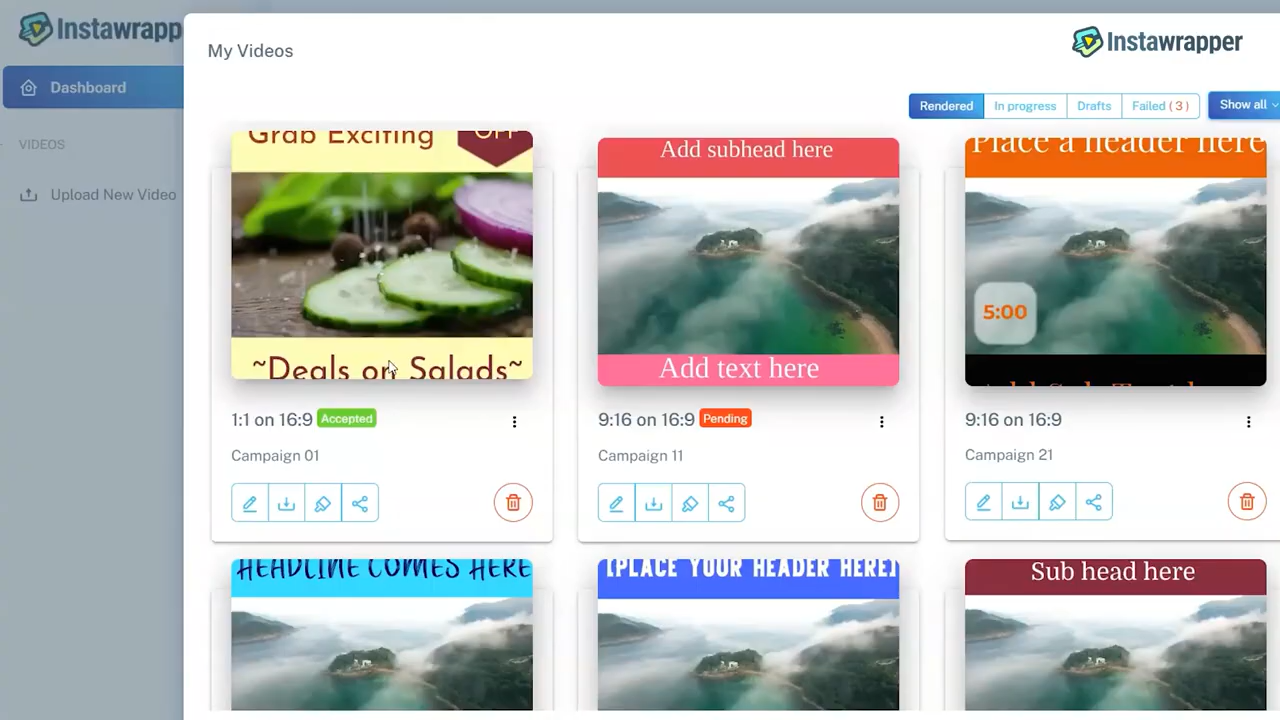 Instawrapp
My Videos
Instawrapper
Dashboard
Rendered
In progress
Drafts
Failed ( 3 )
Show all
VIDEOS
Upload New Video
Grab Exciting
OFF
~Deals on Salads~
Add subhead here
Add text here
Place a header here
5:00
1:1 on 16:9 Accepted
9:16 on 16:9 Pending
9:16 on 16:9
Campaign 01
Campaign 11
Campaign 21
HEADLINE COMES HERE
[PLACE YOUR HEADER HERE]
Sub head here